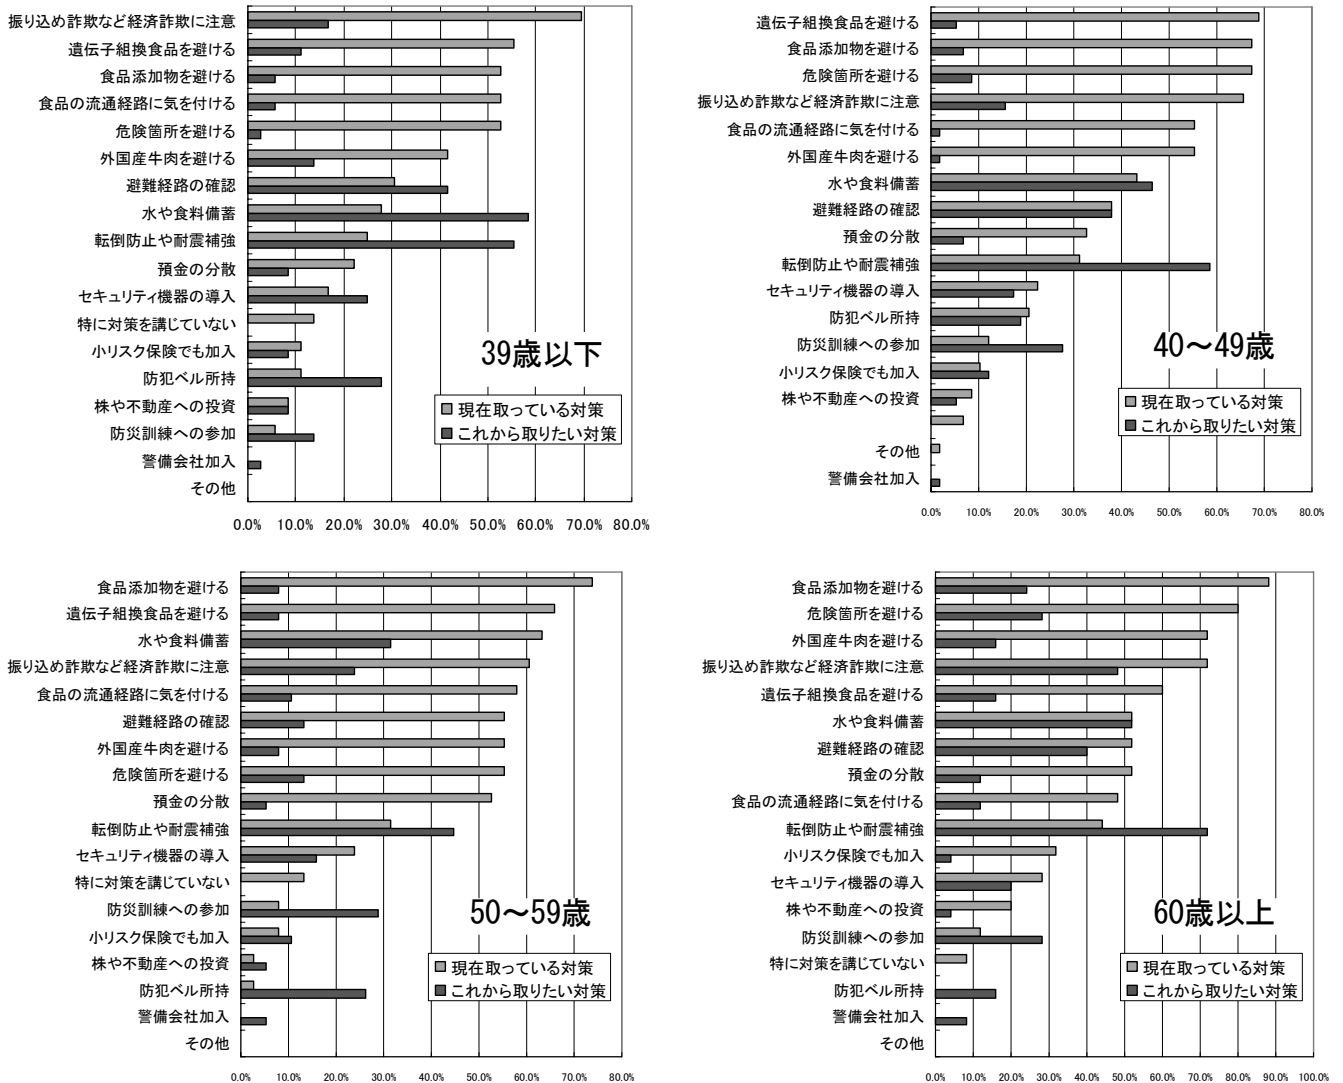 振り込め詐欺など経済詐欺に注意
遺伝子組換食品を避ける
食品添加物を避ける
食品の流通経路に気を付ける
危険箇所を避ける
外国産牛肉を避ける
避難経路の確認
水や食料備蓄
転倒防止や耐震補強
預金の分散
セキュリティ機器の導入
特に対策を講じていない
小リスク保険でも加入
防犯ベル所持
株や不動産への投資
防災訓練への参加
警備会社加入
その他
39歳以下
現在取っている対策
これから取りたい対策
0.0% 10.0% 20.0% 30.0% 40.0% 50.0% 60.0% 70.0% 80.0%
遺伝子組換食品を避ける
食品添加物を避ける
危険箇所を避ける
振り込め詐欺など経済詐欺に注意
食品の流通経路に気を付ける
外国産牛肉を避ける
水や食料備蓄
避難経路の確認
預金の分散
転倒防止や耐震補強
セキュリティ機器の導入
防犯ベル所持
防災訓練への参加
小リスク保険でも加入
株や不動産への投資
その他
警備会社加入
40～49歳
現在取っている対策
これから取りたい対策
0.0% 10.0% 20.0% 30.0% 40.0% 50.0% 60.0% 70.0% 80.0%
食品添加物を避ける
遺伝子組換食品を避ける
水や食料備蓄
振り込め詐欺など経済詐欺に注意
食品の流通経路に気を付ける
避難経路の確認
外国産牛肉を避ける
危険箇所を避ける
預金の分散
転倒防止や耐震補強
セキュリティ機器の導入
特に対策を講じていない
防災訓練への参加
小リスク保険でも加入
株や不動産への投資
防犯ベル所持
警備会社加入
その他
50～59歳
現在取っている対策
これから取りたい対策
0.0% 10.0% 20.0% 30.0% 40.0% 50.0% 60.0% 70.0% 80.0%
食品添加物を避ける
危険箇所を避ける
外国産牛肉を避ける
振り込め詐欺など経済詐欺に注意
遺伝子組換食品を避ける
水や食料備蓄
避難経路の確認
預金の分散
食品の流通経路に気を付ける
転倒防止や耐震補強
小リスク保険でも加入
セキュリティ機器の導入
株や不動産への投資
防災訓練への参加
特に対策を講じていない
防犯ベル所持
警備会社加入
その他
60歳以上
現在取っている対策
これから取りたい対策
0.0% 10.0% 20.0% 30.0% 40.0% 50.0% 60.0% 70.0% 80.0% 90.0% 100.0%